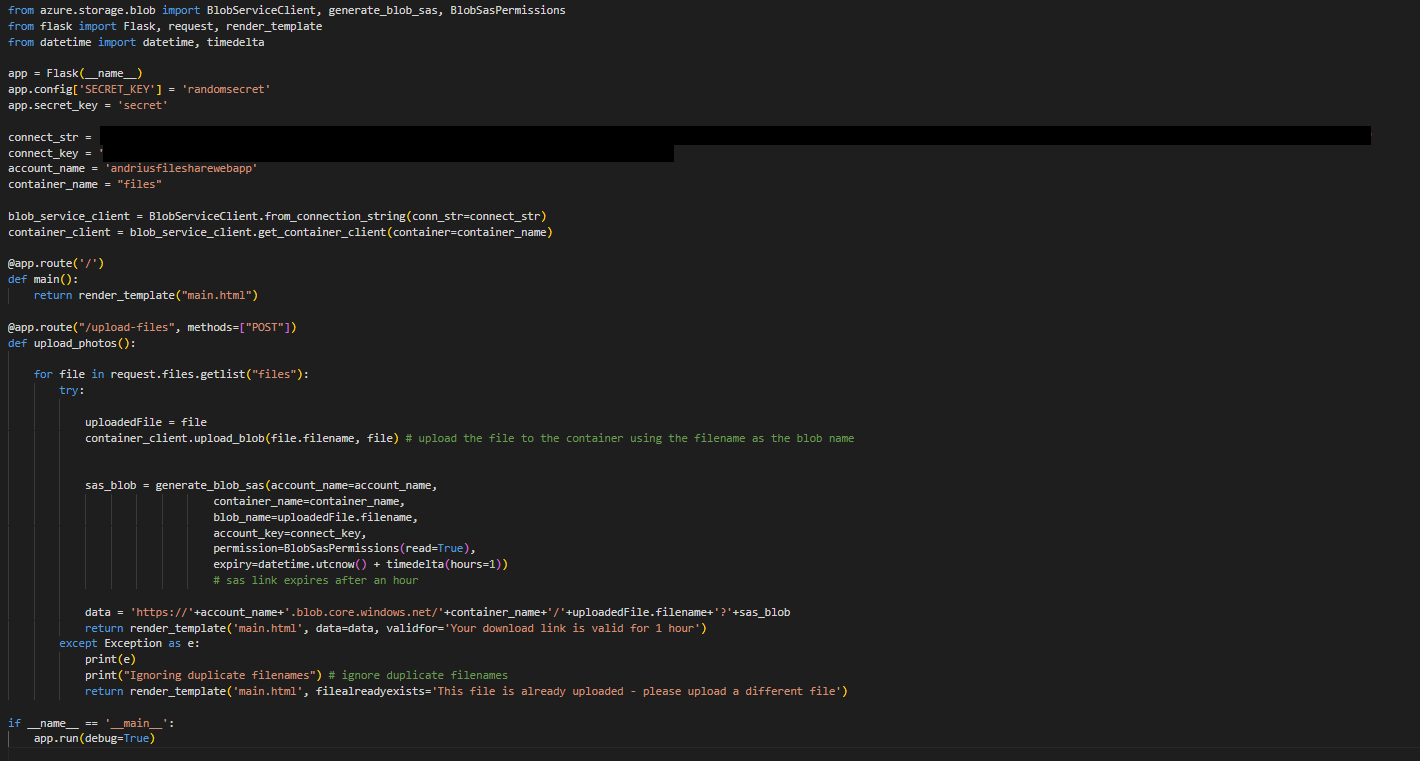 from azure.storage.blob import BlobServiceClient, generate_blob_sas, BlobSasPermissions
from flask import Flask, request, render_template
from datetime import datetime, timedelta
app = Flask(__name__)
app.config['SECRET_KEY'] = 'randomsecret'
app.secret_key = 'secret'
connect_str =
connect_key = '
account_name = 'andriusfilesharewebapp'
container_name = "files"
blob_service_client = BlobServiceClient.from_connection_string(conn_str=connect_str)
container_client = blob_service_client.get_container_client(container=container_name)
@app.route('/')
def main():
    return render_template("main.html")
@app.route("/upload-files", methods=["POST"])
def upload_photos():
    for file in request.files.getlist("files"):
        try:
            uploadedFile = file
            container_client.upload_blob(file.filename, file) # upload the file to the container using the filename as the blob name
            sas_blob = generate_blob_sas(account_name=account_name,
                                container_name=container_name,
                                blob_name=uploadedFile.filename,
                                account_key=connect_key,
                                permission=BlobSasPermissions(read=True),
                                expiry=datetime.utcnow() + timedelta(hours=1))
                                # sas link expires after an hour
            data = 'https://'+account_name+'.blob.core.windows.net/'+container_name+'/'+uploadedFile.filename+'?'+sas_blob
            return render_template('main.html', data=data, validfor='Your download link is valid for 1 hour')
        except Exception as e:
            print(e)
            print("Ignoring duplicate filenames") # ignore duplicate filenames
            return render_template('main.html', filealreadyexists='This file is already uploaded - please upload a different file')
if __name__ == '__main__':
    app.run(debug=True)